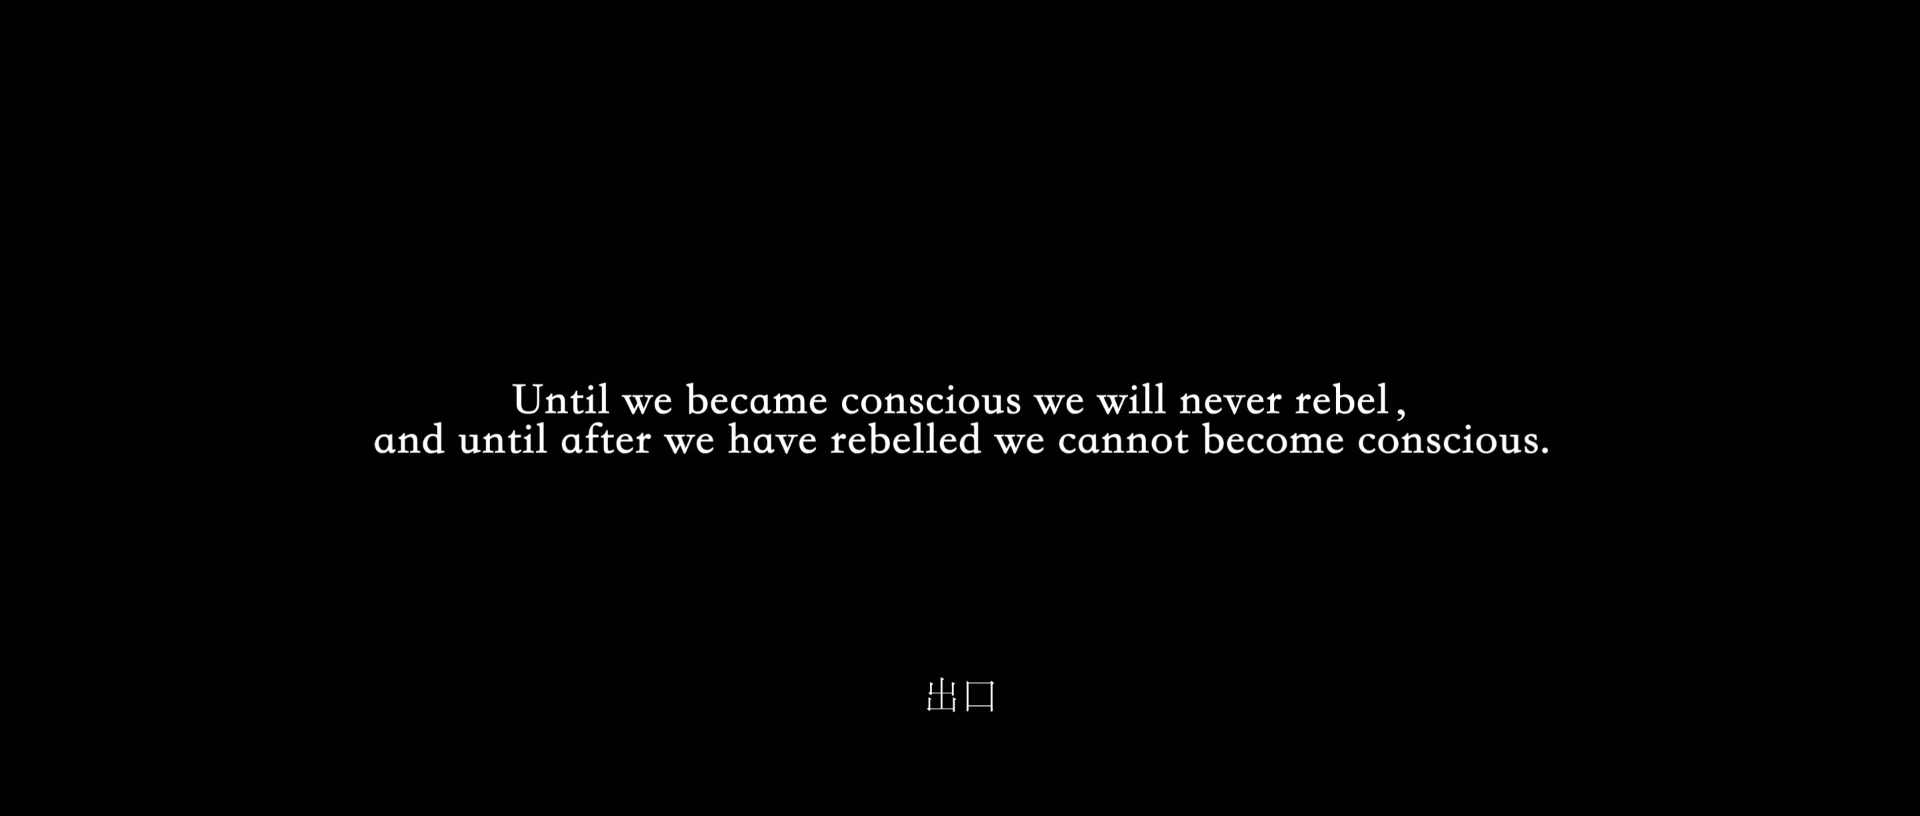 Until we became conscious we will never rebel,
and until after we have rebelled we cannot become conscious.
出口